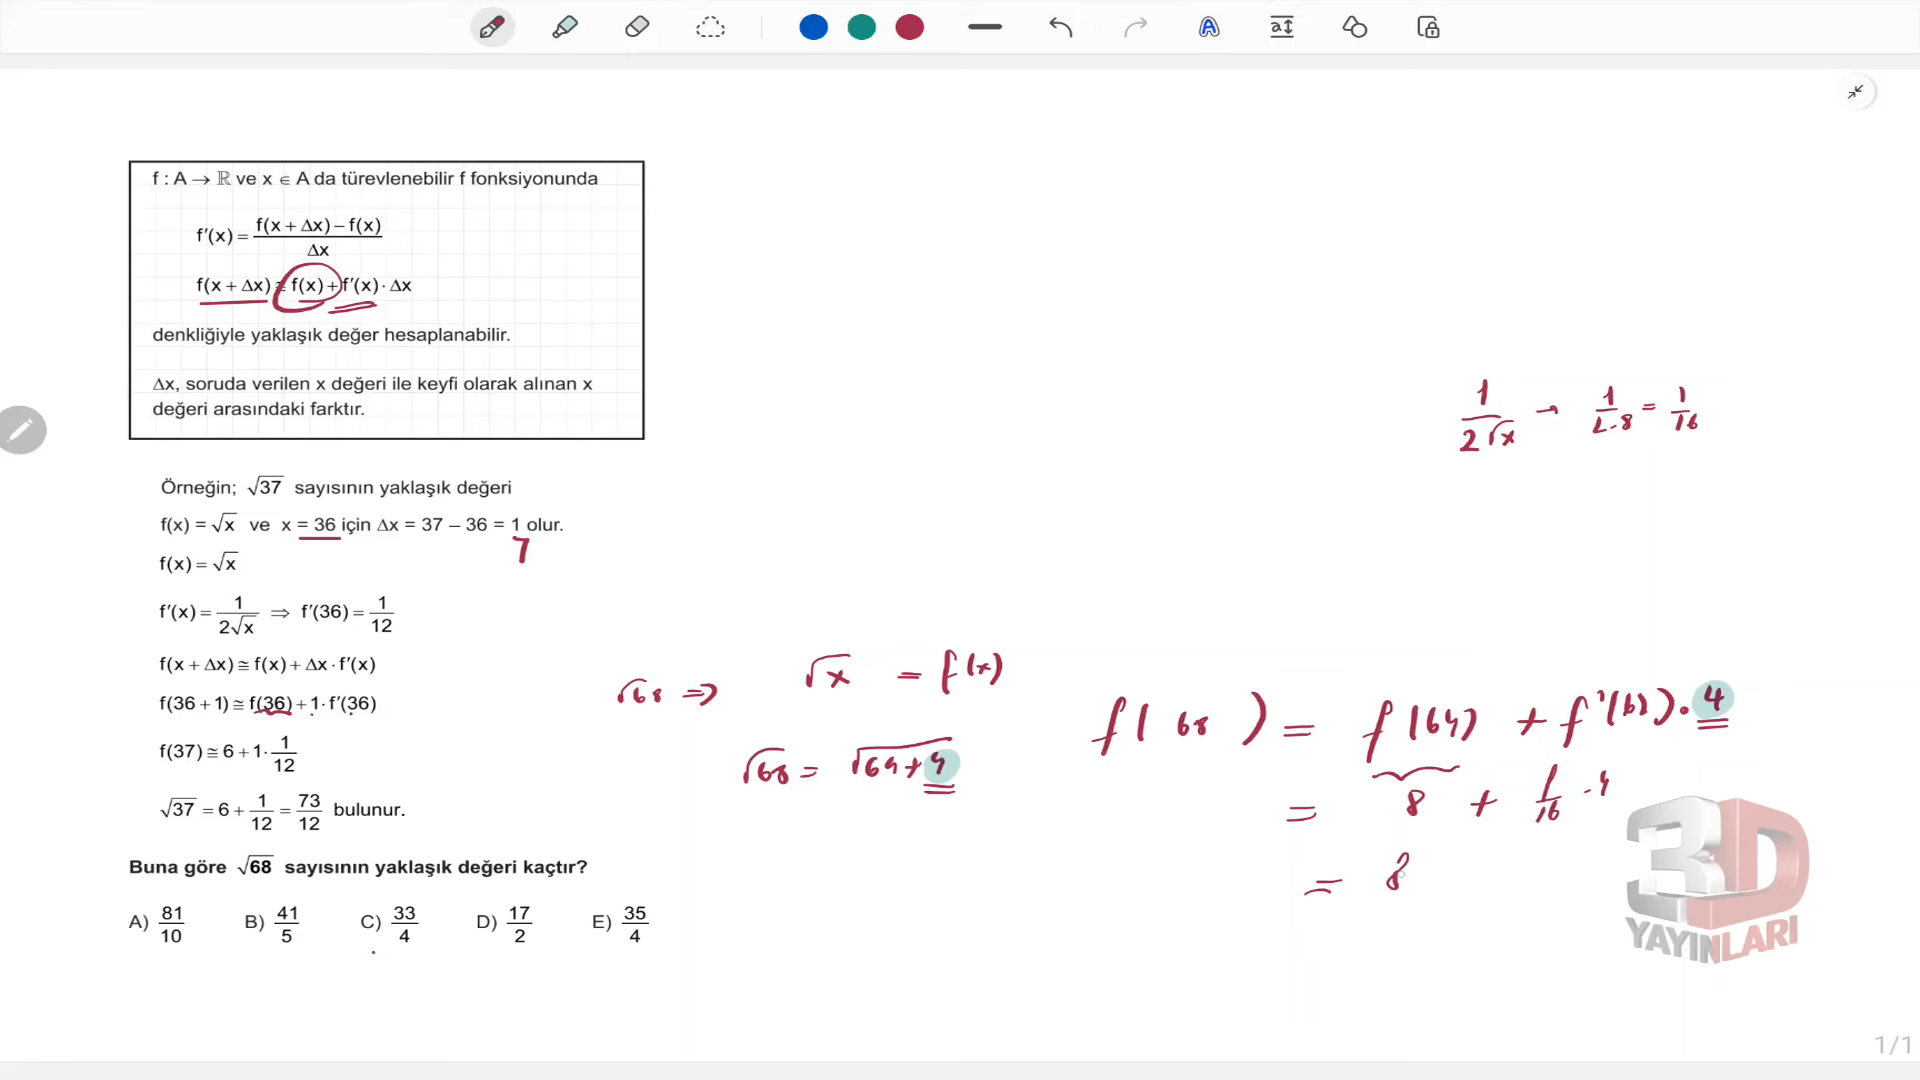 f : A → ℝ ve x ∈ A da türevlenebilir f fonksiyonunda
f′(x) = (f(x + Δx) – f(x)) / Δx
f(x + Δx) ≅ f(x) + f′(x) · Δx
denkliğiyle yaklaşık değer hesaplanabilir.
Δx, soruda verilen x değeri ile keyfi olarak alınan x
değeri arasındaki farktır.
1/(2√x) → 1/(2·8) = 1/16
Örneğin; √37 sayısının yaklaşık değeri
f(x) = √x ve x = 36 için Δx = 37 – 36 = 1 olur.
f(x) = √x
f′(x) = 1/(2√x) ⇒ f′(36) = 1/12
f(x + Δx) ≅ f(x) + Δx · f′(x)
f(36 + 1) ≅ f(36) + 1 · f′(36)
f(37) ≅ 6 + 1 · 1/12
√37 = 6 + 1/12 = 73/12 bulunur.
√68 ⇒ √x = f(x)
√68 = √64+4
f( 68 ) = f(64) + f'( ) . 4
= 8 + 1/16 · 4
= 8
Buna göre √68 sayısının yaklaşık değeri kaçtır?
A) 81/10 B) 41/5 C) 33/4 D) 17/2 E) 35/4
3D
YAYINLARI
1/1